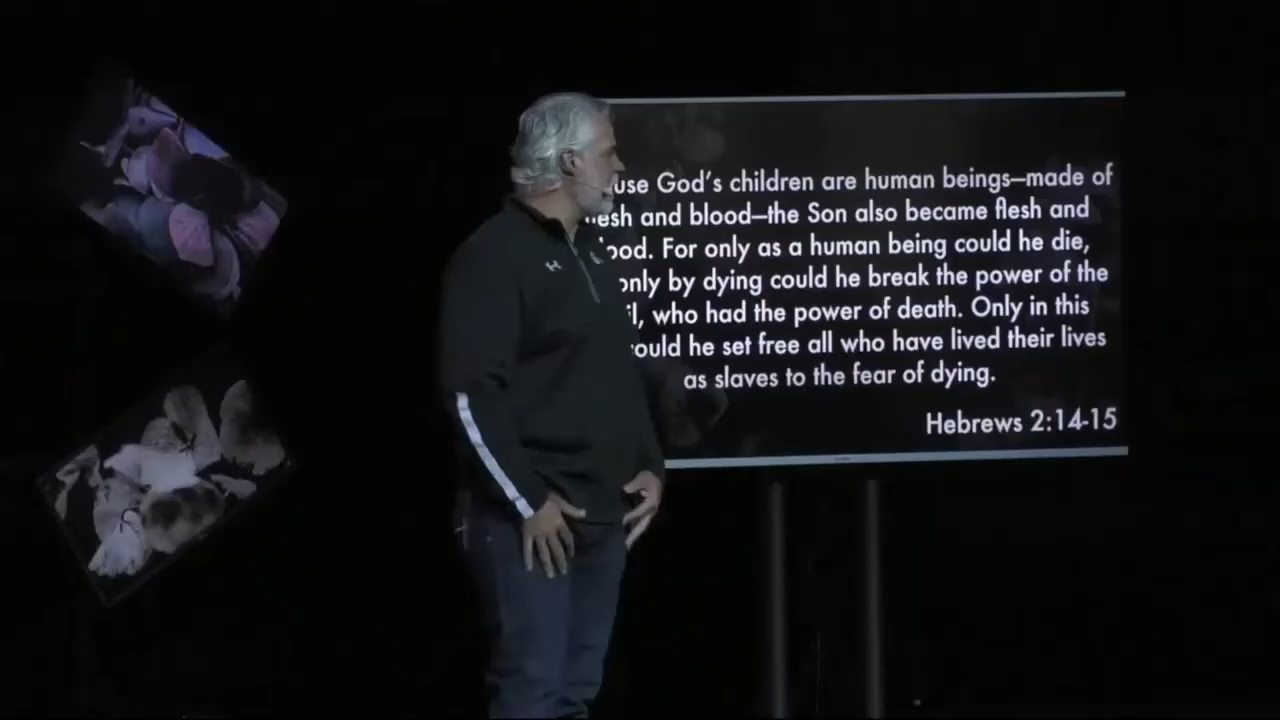 God's children are human beings—made of
and blood—the Son also became flesh and
For only as a human being could he die,
only by dying could he break the power of the
who had the power of death. Only in this
he set free all who have lived their lives
as slaves to the fear of dying.
Hebrews 2:14-15